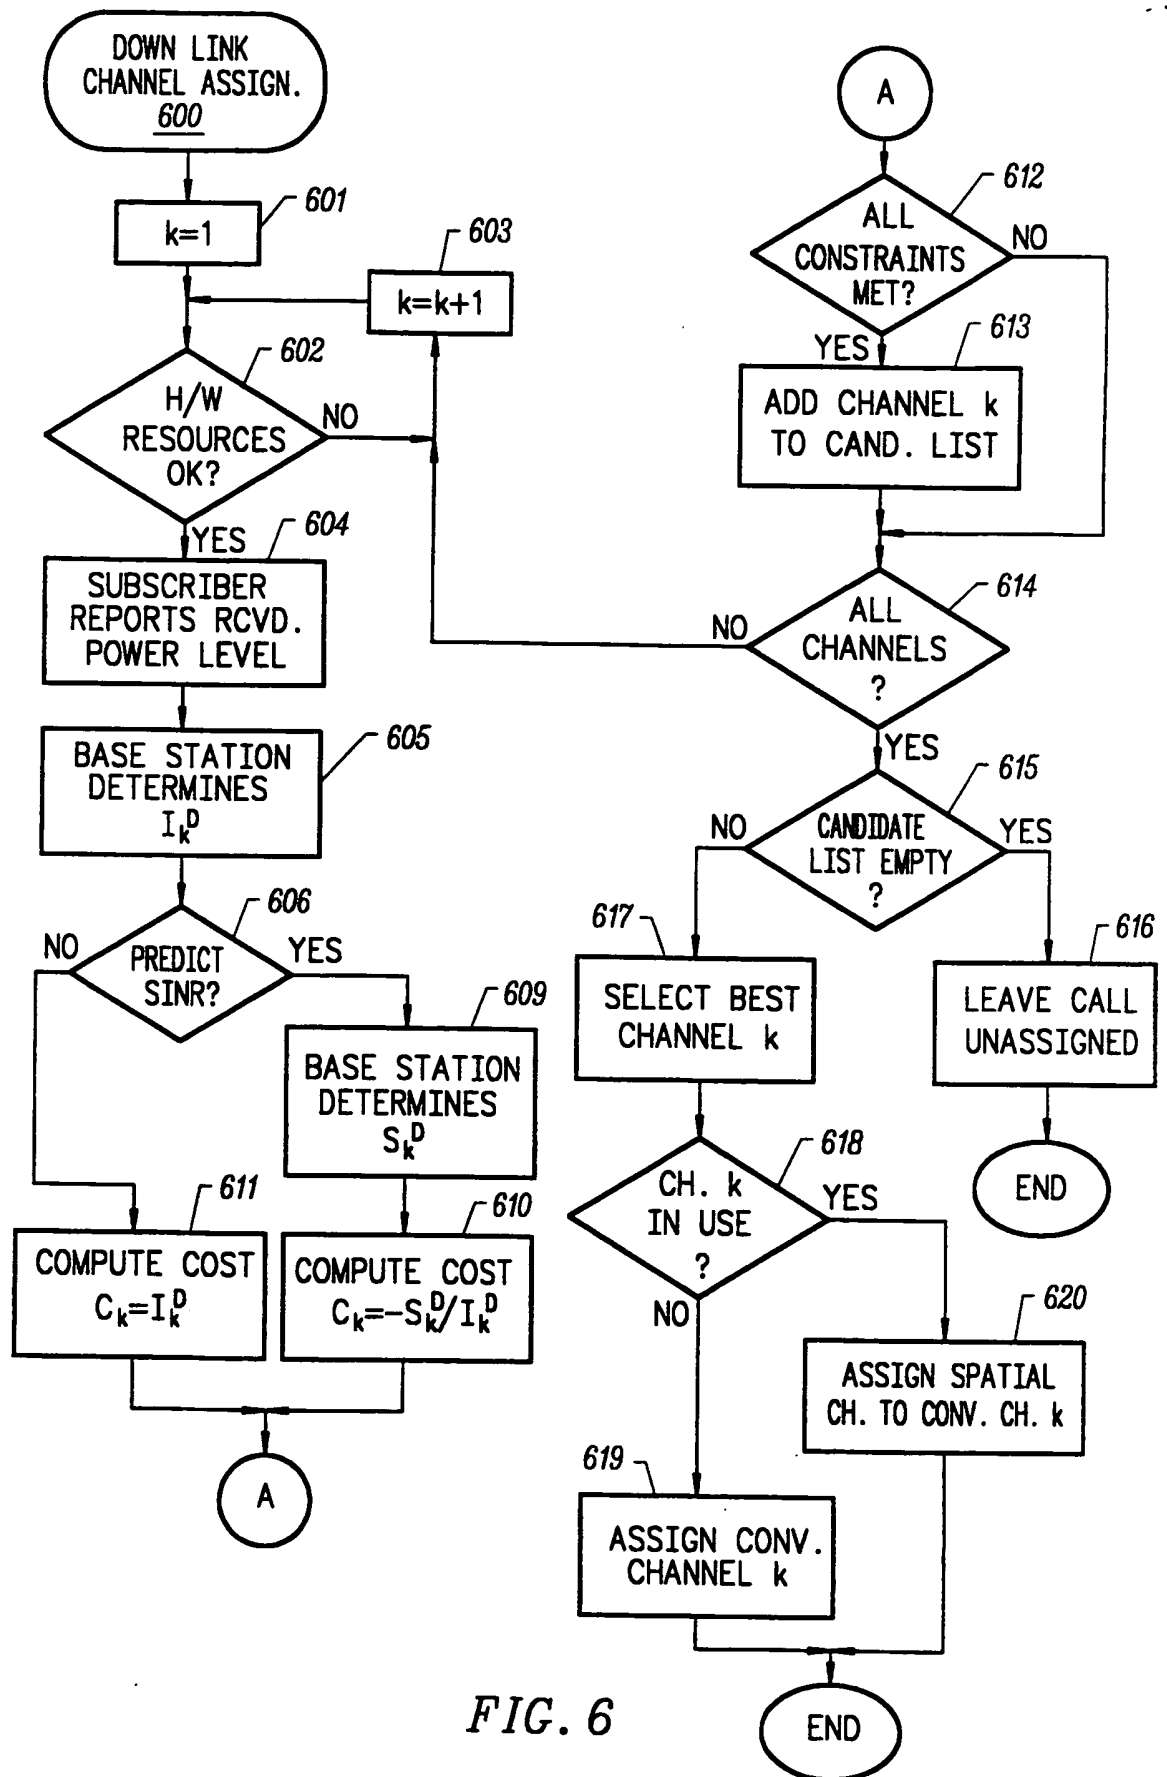 DOWN LINK
CHANNEL ASSIGN.
600
601
k=1
603
k=k+1
602
H/W
RESOURCES
OK?
NO
YES
604
SUBSCRIBER
REPORTS RCVD.
POWER LEVEL
605
BASE STATION
DETERMINES
I_k^D
606
NO
PREDICT
SINR?
YES
609
BASE STATION
DETERMINES
S_k^D
611
COMPUTE COST
C_k=I_k^D
610
COMPUTE COST
C_k=-S_k^D/I_k^D
A
A
612
ALL
CONSTRAINTS
MET?
NO
YES
613
ADD CHANNEL k
TO CAND. LIST
614
NO
ALL
CHANNELS
?
YES
615
NO
CANDIDATE
LIST EMPTY
?
YES
617
SELECT BEST
CHANNEL k
616
LEAVE CALL
UNASSIGNED
END
618
CH. k
IN USE
?
YES
NO
620
ASSIGN SPATIAL
CH. TO CONV. CH. k
619
ASSIGN CONV.
CHANNEL k
END
FIG. 6